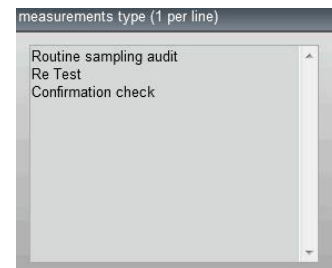 measurements type (1 per line)
Routine sampling audit
Re Test
Confirmation check